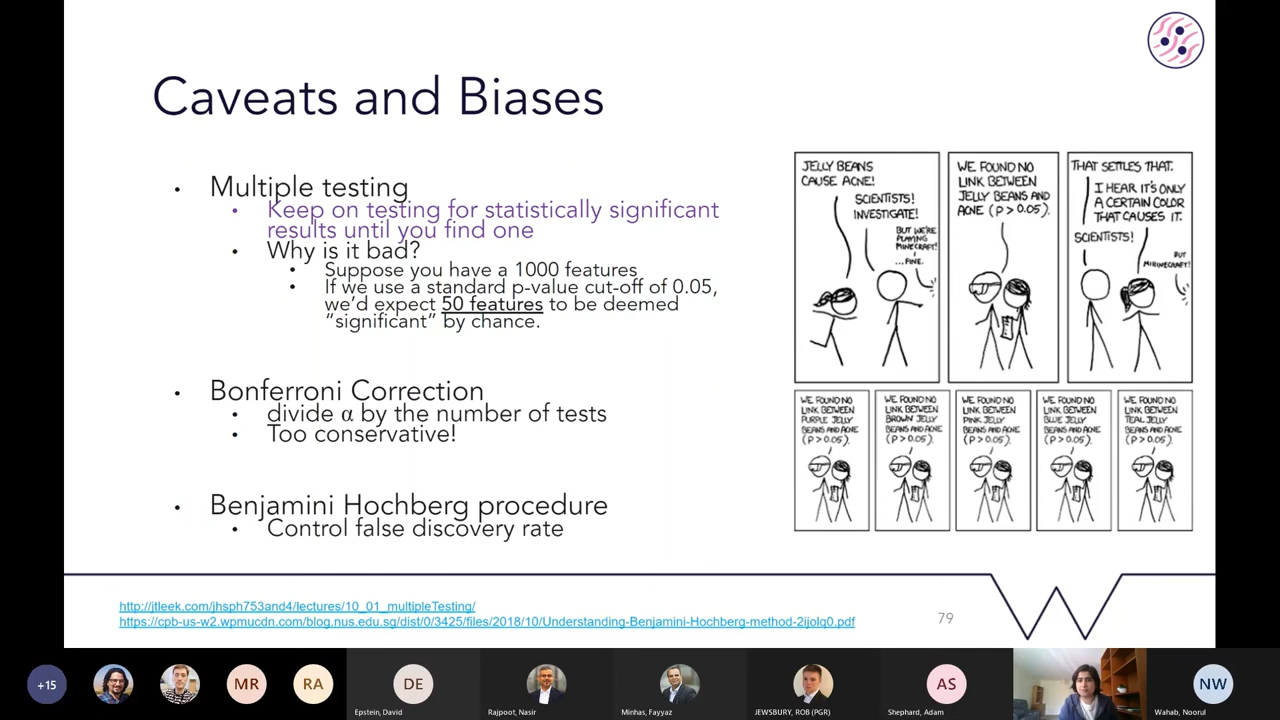 Caveats and Biases
• Multiple testing
• Keep on testing for statistically significant
results until you find one
• Why is it bad?
• Suppose you have a 1000 features
• If we use a standard p-value cut-off of 0.05,
we'd expect 50 features to be deemed
"significant" by chance.
• Bonferroni Correction
• divide α by the number of tests
• Too conservative!
• Benjamini Hochberg procedure
• Control false discovery rate
JELLY BEANS
CAUSE ACNE!
SCIENTISTS!
INVESTIGATE!
BUT WE'RE
PLAYING
MINECRAFT!
...FINE.
WE FOUND NO
LINK BETWEEN
JELLY BEANS AND
ACNE (P > 0.05).
THAT SETTLES THAT.
I HEAR IT'S ONLY
A CERTAIN COLOR
THAT CAUSES IT.
SCIENTISTS!
BUT
MINECRAFT!
WE FOUND NO
LINK BETWEEN
PURPLE JELLY
BEANS AND ACNE
(P > 0.05).
WE FOUND NO
LINK BETWEEN
BROWN JELLY
BEANS AND ACNE
(P > 0.05).
WE FOUND NO
LINK BETWEEN
PINK JELLY
BEANS AND ACNE
(P > 0.05).
WE FOUND NO
LINK BETWEEN
BLUE JELLY
BEANS AND ACNE
(P > 0.05).
WE FOUND NO
LINK BETWEEN
TEAL JELLY
BEANS AND ACNE
(P > 0.05).
http://jtleek.com/jhsph753and4/lectures/10_01_multipleTesting/
https://cpb-us-w2.wpmucdn.com/blog.nus.edu.sg/dist/0/3425/files/2018/10/Understanding-Benjamini-Hochberg-method-2ijolq0.pdf
79
+15
MR
RA
DE
Epstein, David
Rajpoot, Nasir
Minhas, Fayyaz
JEWSBURY, ROB (PGR)
AS
Shephard, Adam
NW
Wahab, Noorul